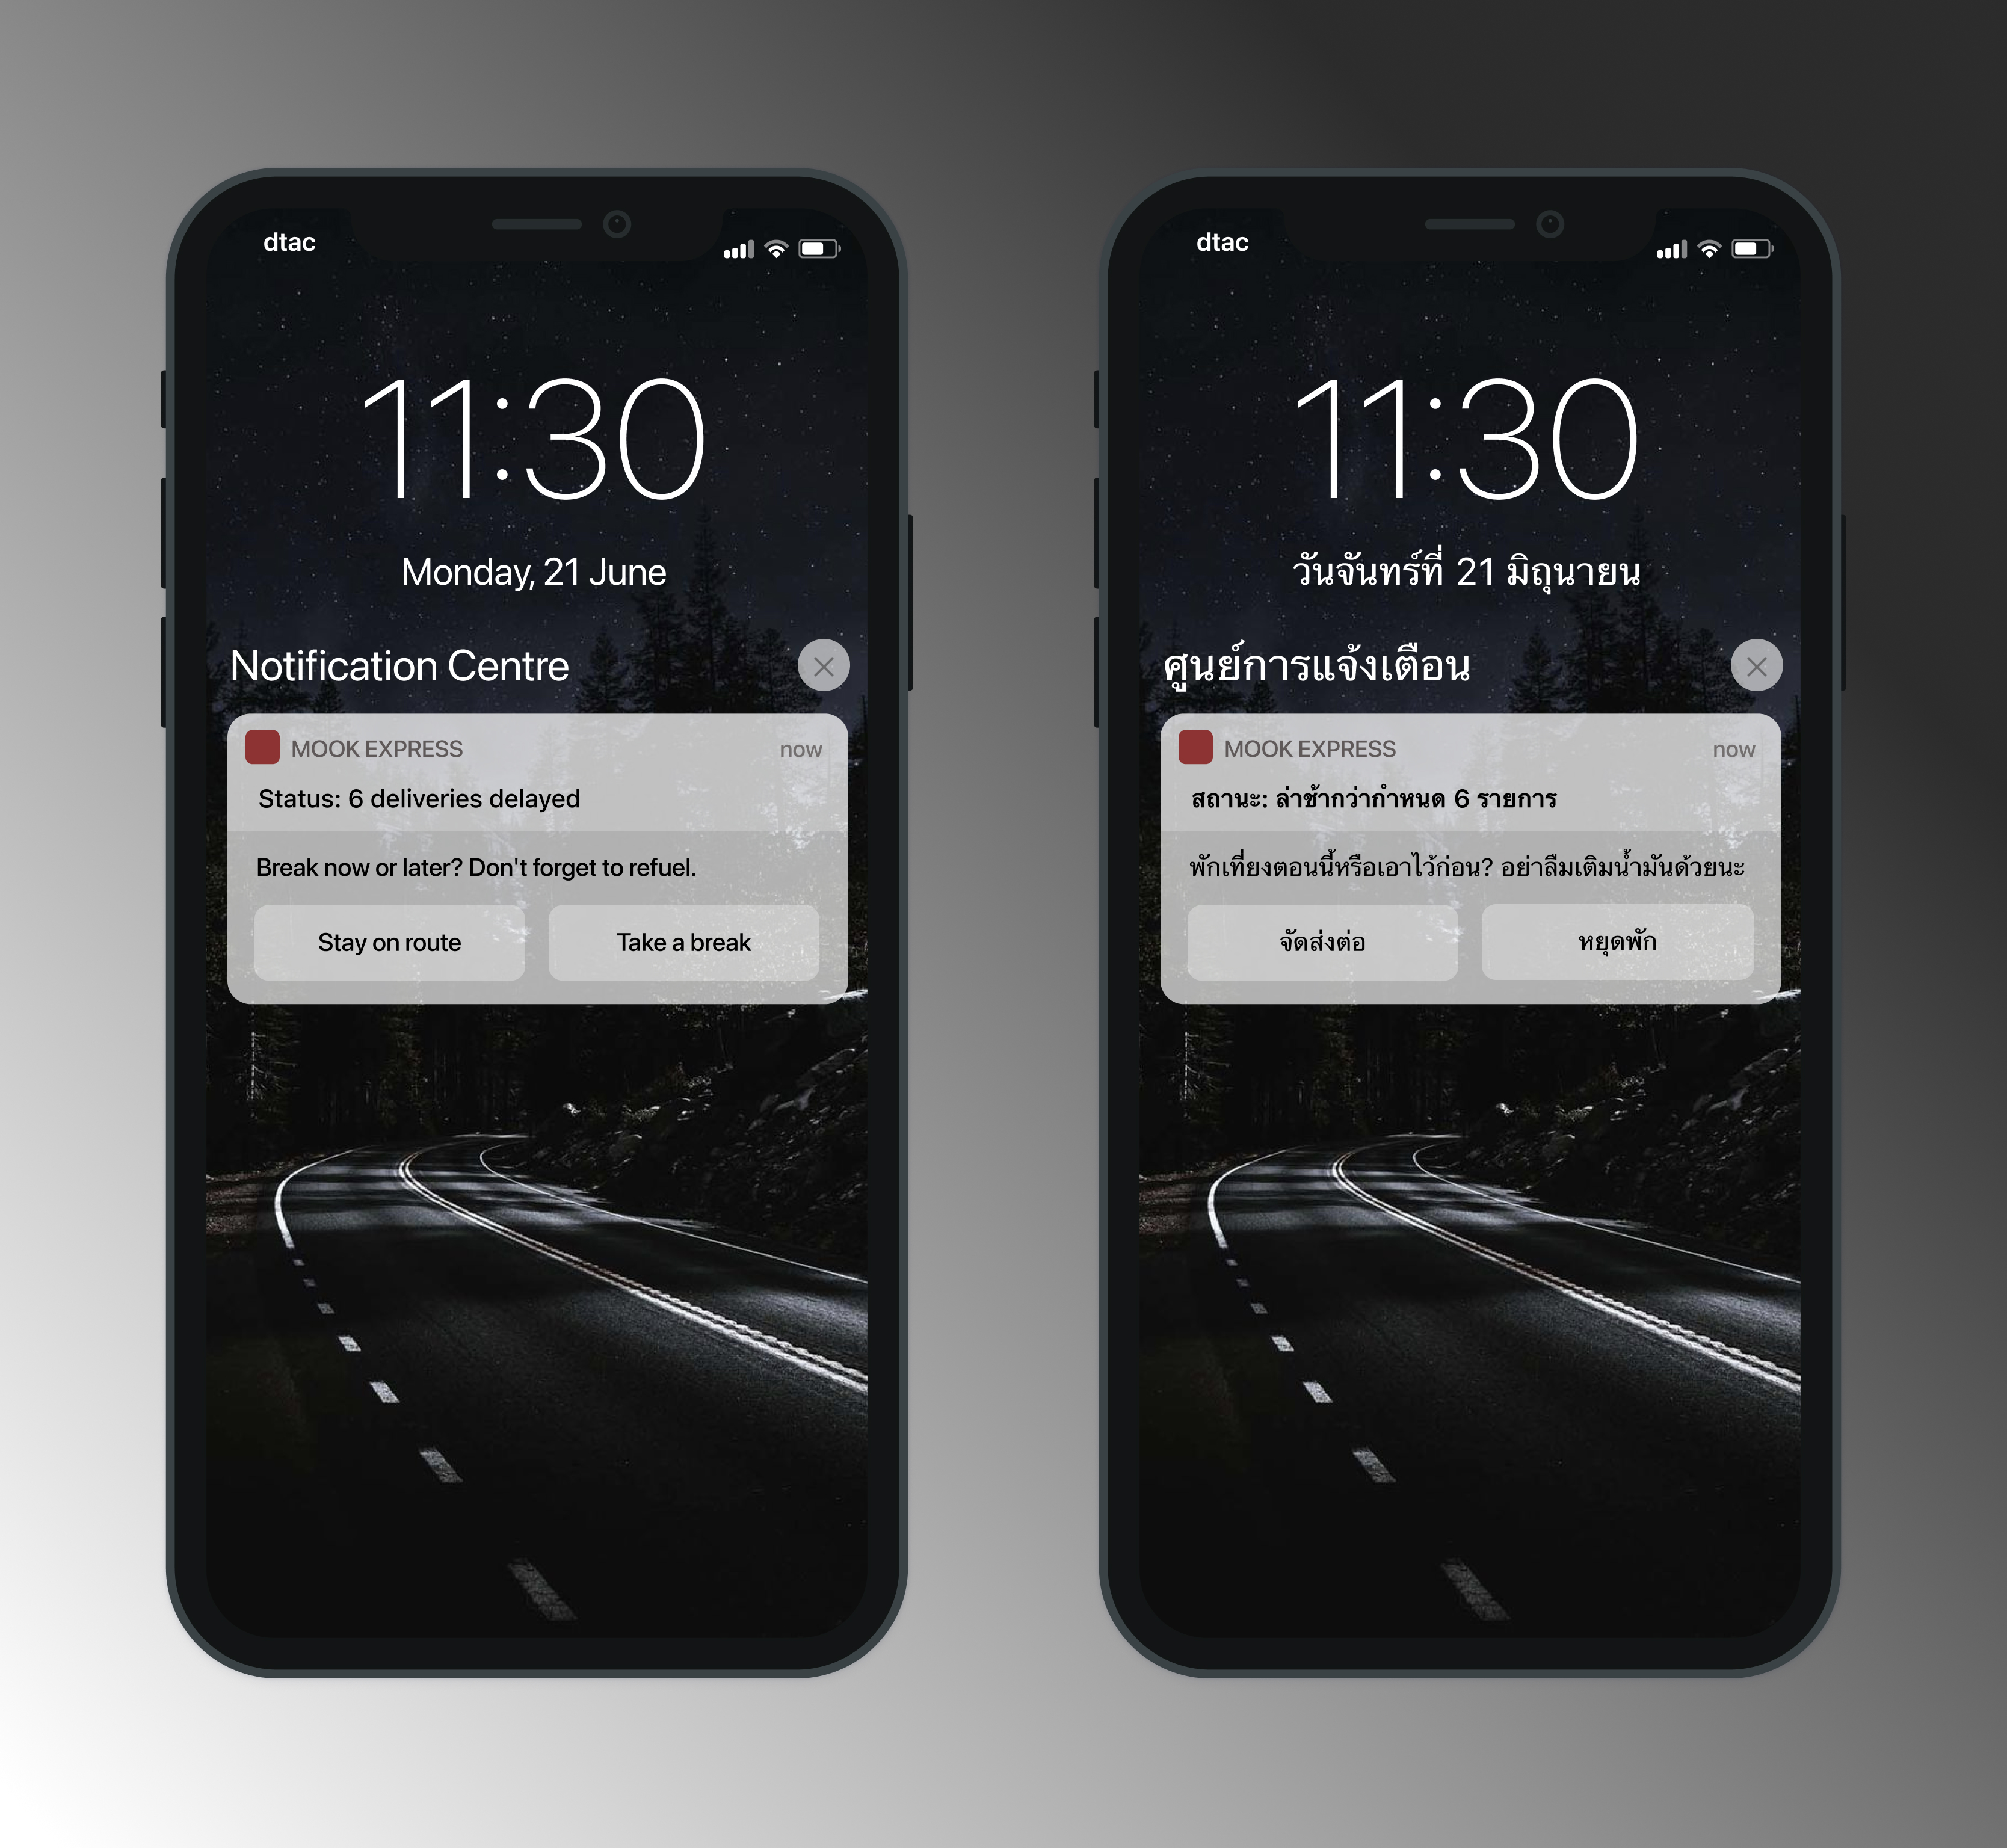 dtac
11:30
Monday, 21 June
Notification Centre
MOOK EXPRESS now
Status: 6 deliveries delayed
Break now or later? Don't forget to refuel.
Stay on route
Take a break
dtac
11:30
วันจันทร์ที่ 21 มิถุนายน
ศูนย์การแจ้งเตือน
MOOK EXPRESS now
สถานะ: ล่าช้ากว่ากำหนด 6 รายการ
พักเที่ยงตอนนี้หรือเอาไว้ก่อน? อย่าลืมเติมน้ำมันด้วยนะ
จัดส่งต่อ
หยุดพัก